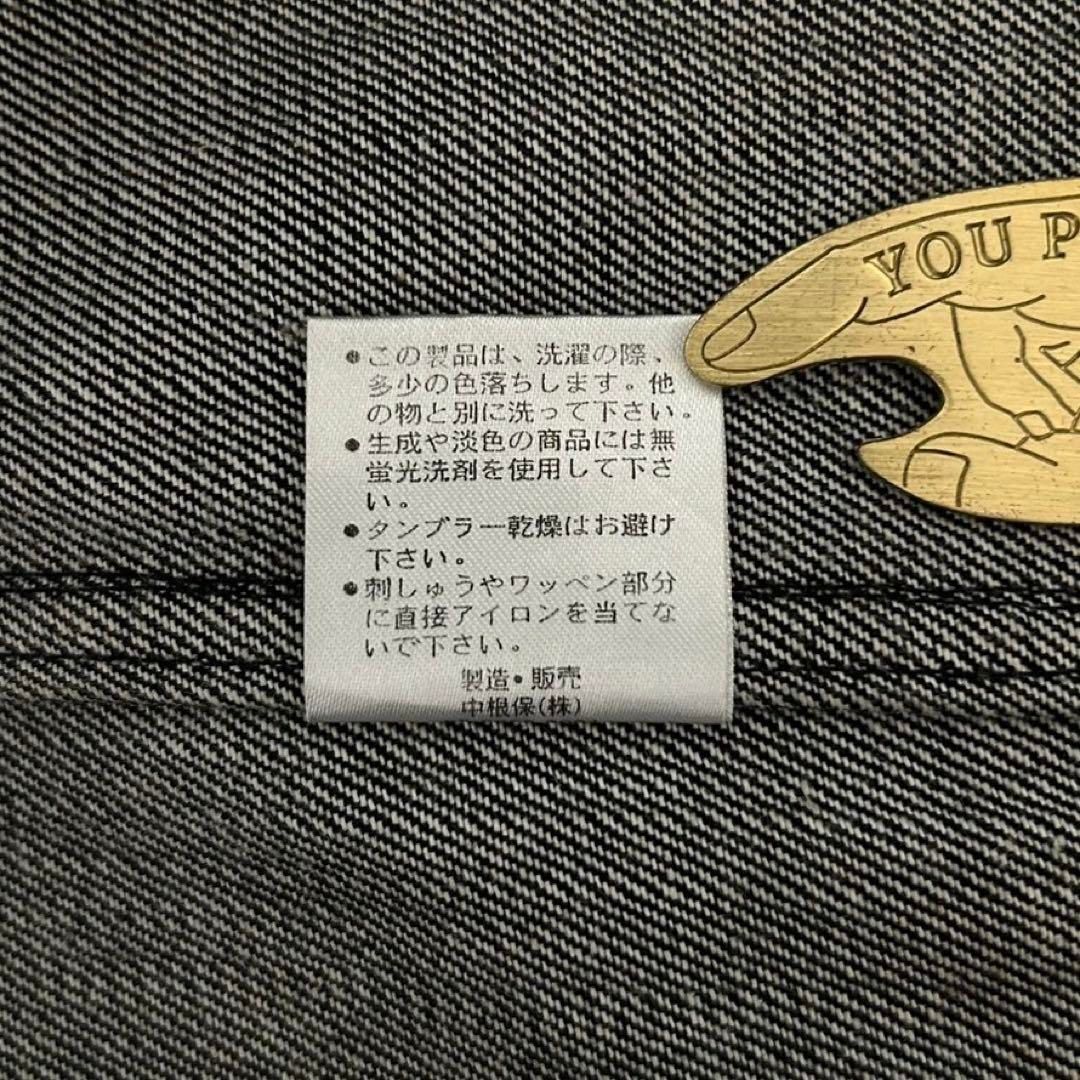 YOU P
•この製品は、洗濯の際、
多少の色落ちします。他
の物と別に洗って下さい。
•生成や淡色の商品には無
蛍光洗剤を使用して下さ
い。
•タンブラー乾燥はお避け
下さい。
•刺しゅうやワッペン部分
に直接アイロンを当てな
いで下さい。
製造・販売
中根保(株)